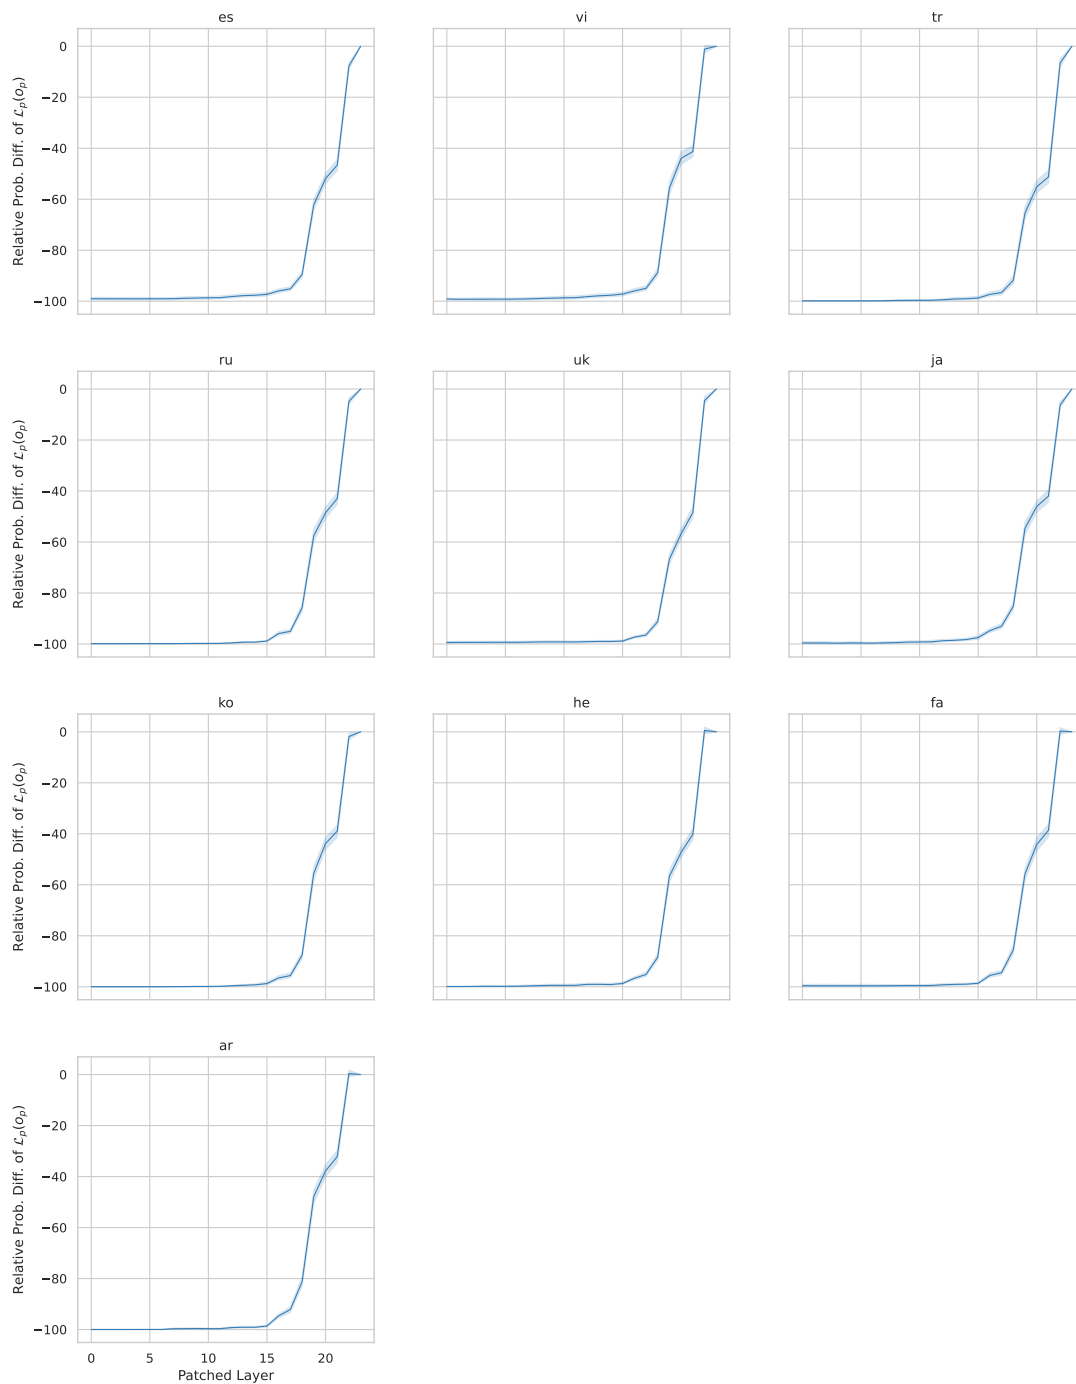 es
vi
tr
0
−20
−40
−60
−80
−100
Relative Prob. Diff. of ℒₚ(oₚ)
ru
uk
ja
0
−20
−40
−60
−80
−100
Relative Prob. Diff. of ℒₚ(oₚ)
ko
he
fa
0
−20
−40
−60
−80
−100
Relative Prob. Diff. of ℒₚ(oₚ)
ar
0
−20
−40
−60
−80
−100
Relative Prob. Diff. of ℒₚ(oₚ)
0 5 10 15 20
Patched Layer